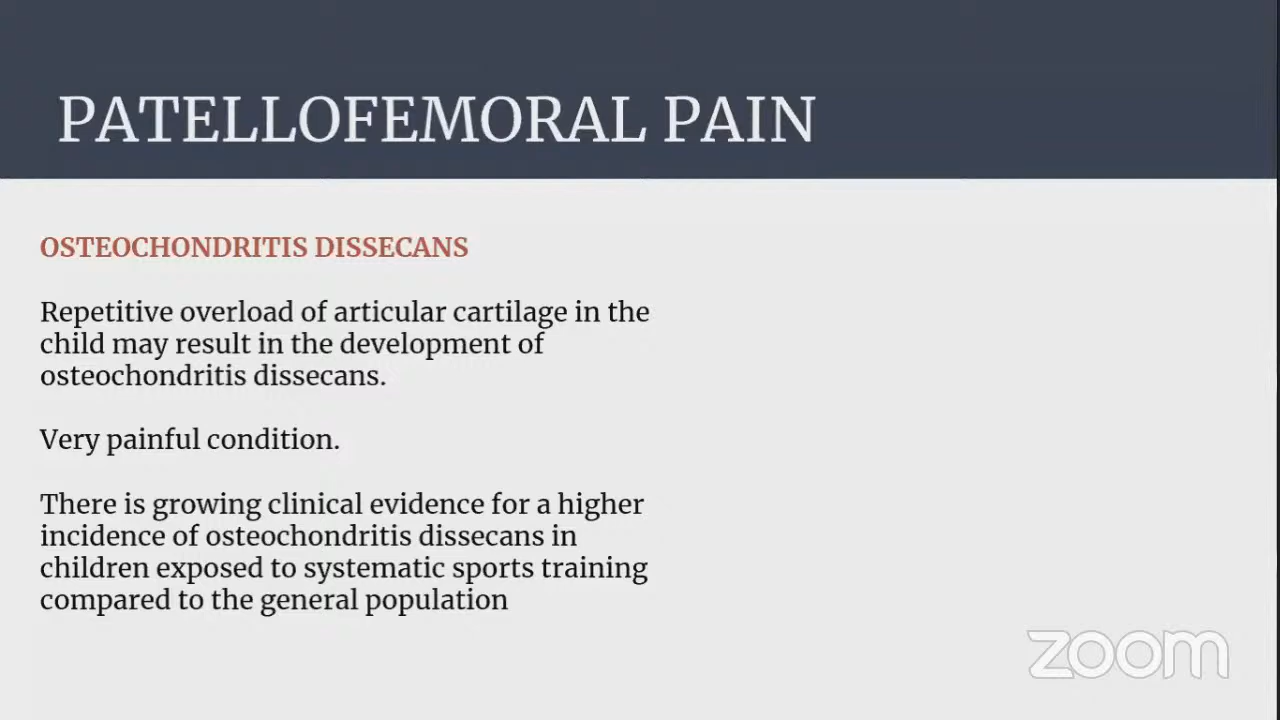 PATELLOFEMORAL PAIN
OSTEOCHONDRITIS DISSECANS
Repetitive overload of articular cartilage in the
child may result in the development of
osteochondritis dissecans.
Very painful condition.
There is growing clinical evidence for a higher
incidence of osteochondritis dissecans in
children exposed to systematic sports training
compared to the general population
zoom